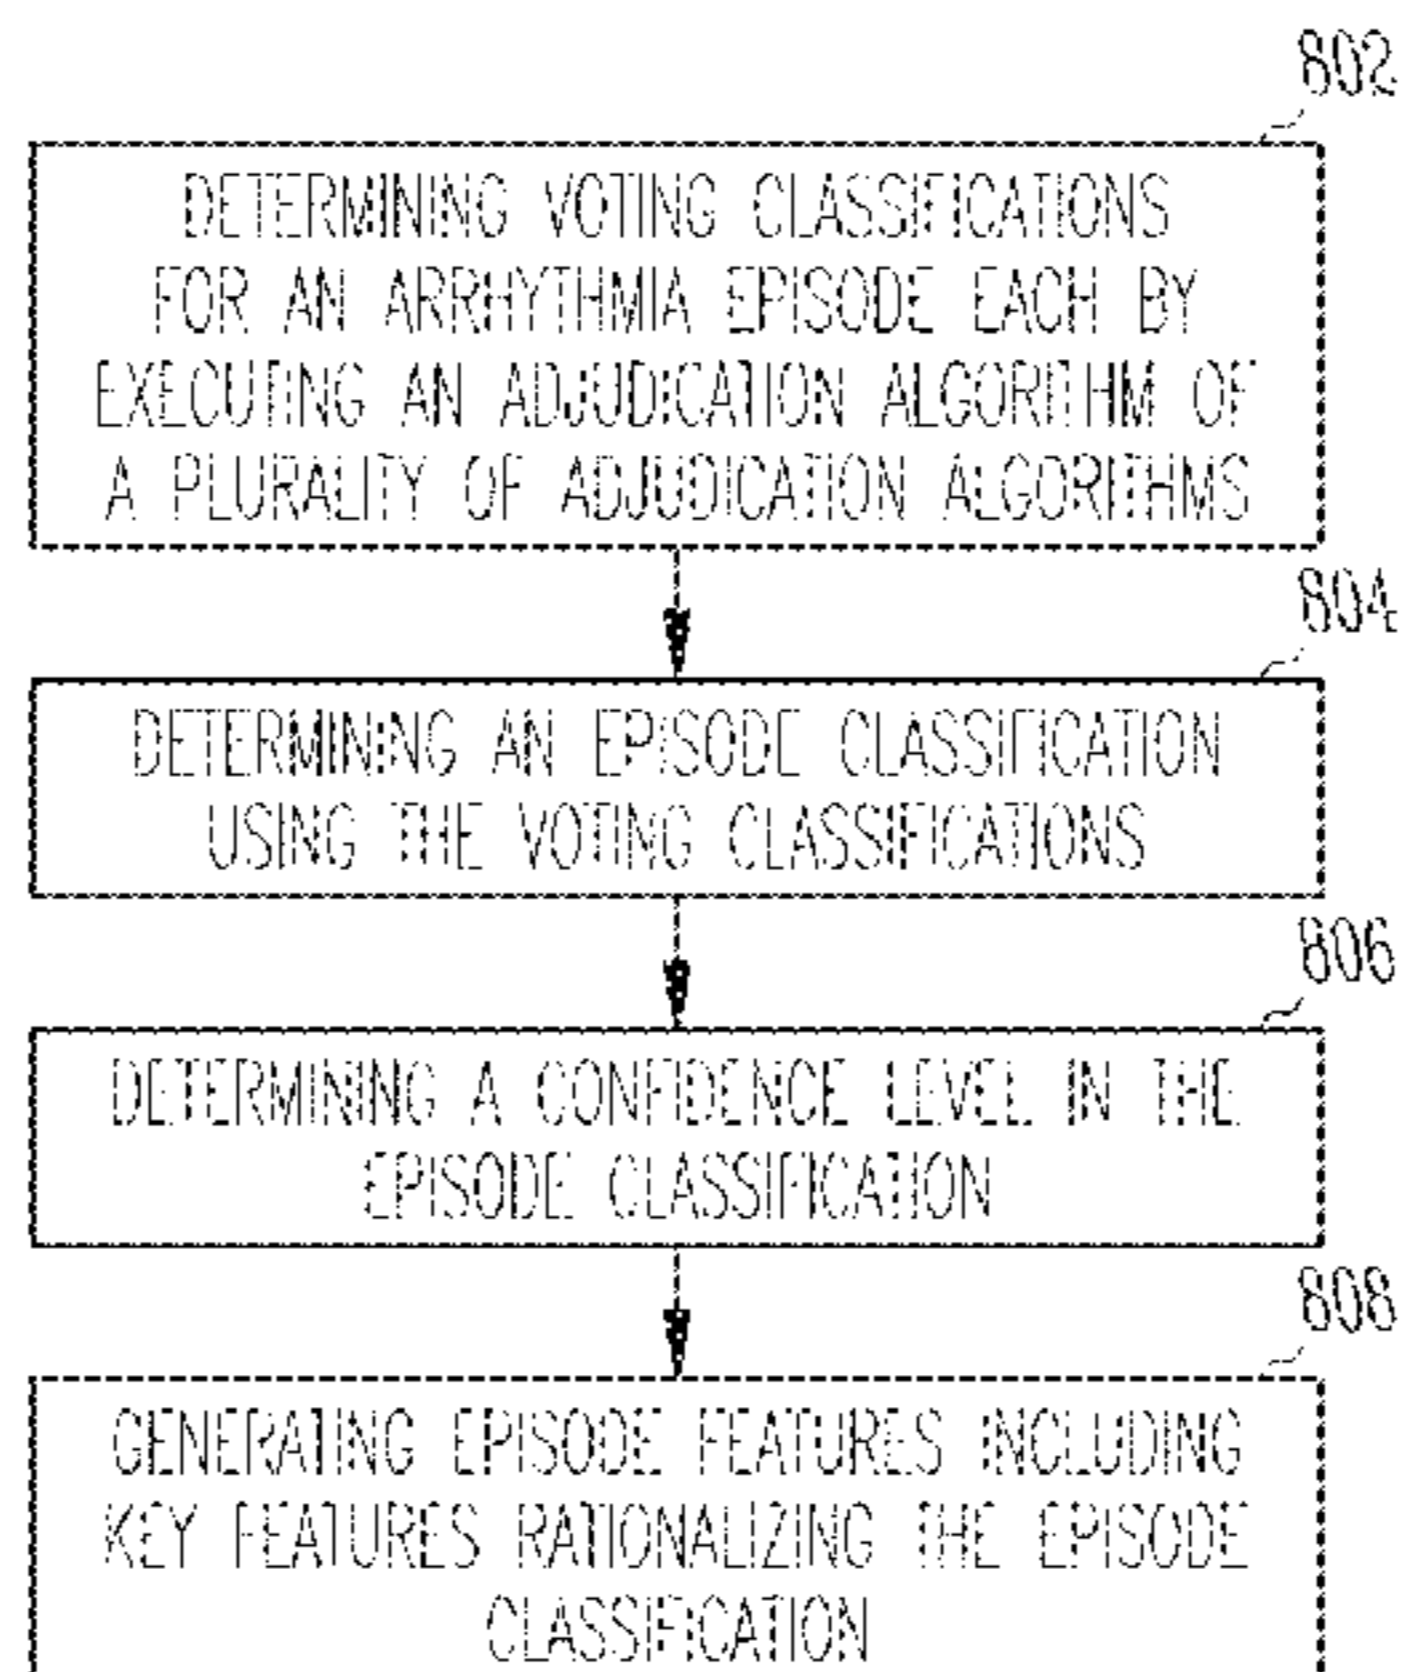 802
DETERMINING VOTING CLASSIFICATIONS
FOR AN ARRHYTHMIA EPISODE EACH BY
EXECUTING AN ADJUDICATION ALGORITHM OF
A PLURALITY OF ADJUDICATION ALGORITHMS
804
DETERMINING AN EPISODE CLASSIFICATION
USING THE VOTING CLASSIFICATIONS
806
DETERMINING A CONFIDENCE LEVEL IN THE
EPISODE CLASSIFICATION
808
GENERATING EPISODE FEATURES INCLUDING
KEY FEATURES RATIONALIZING THE EPISODE
CLASSIFICATION